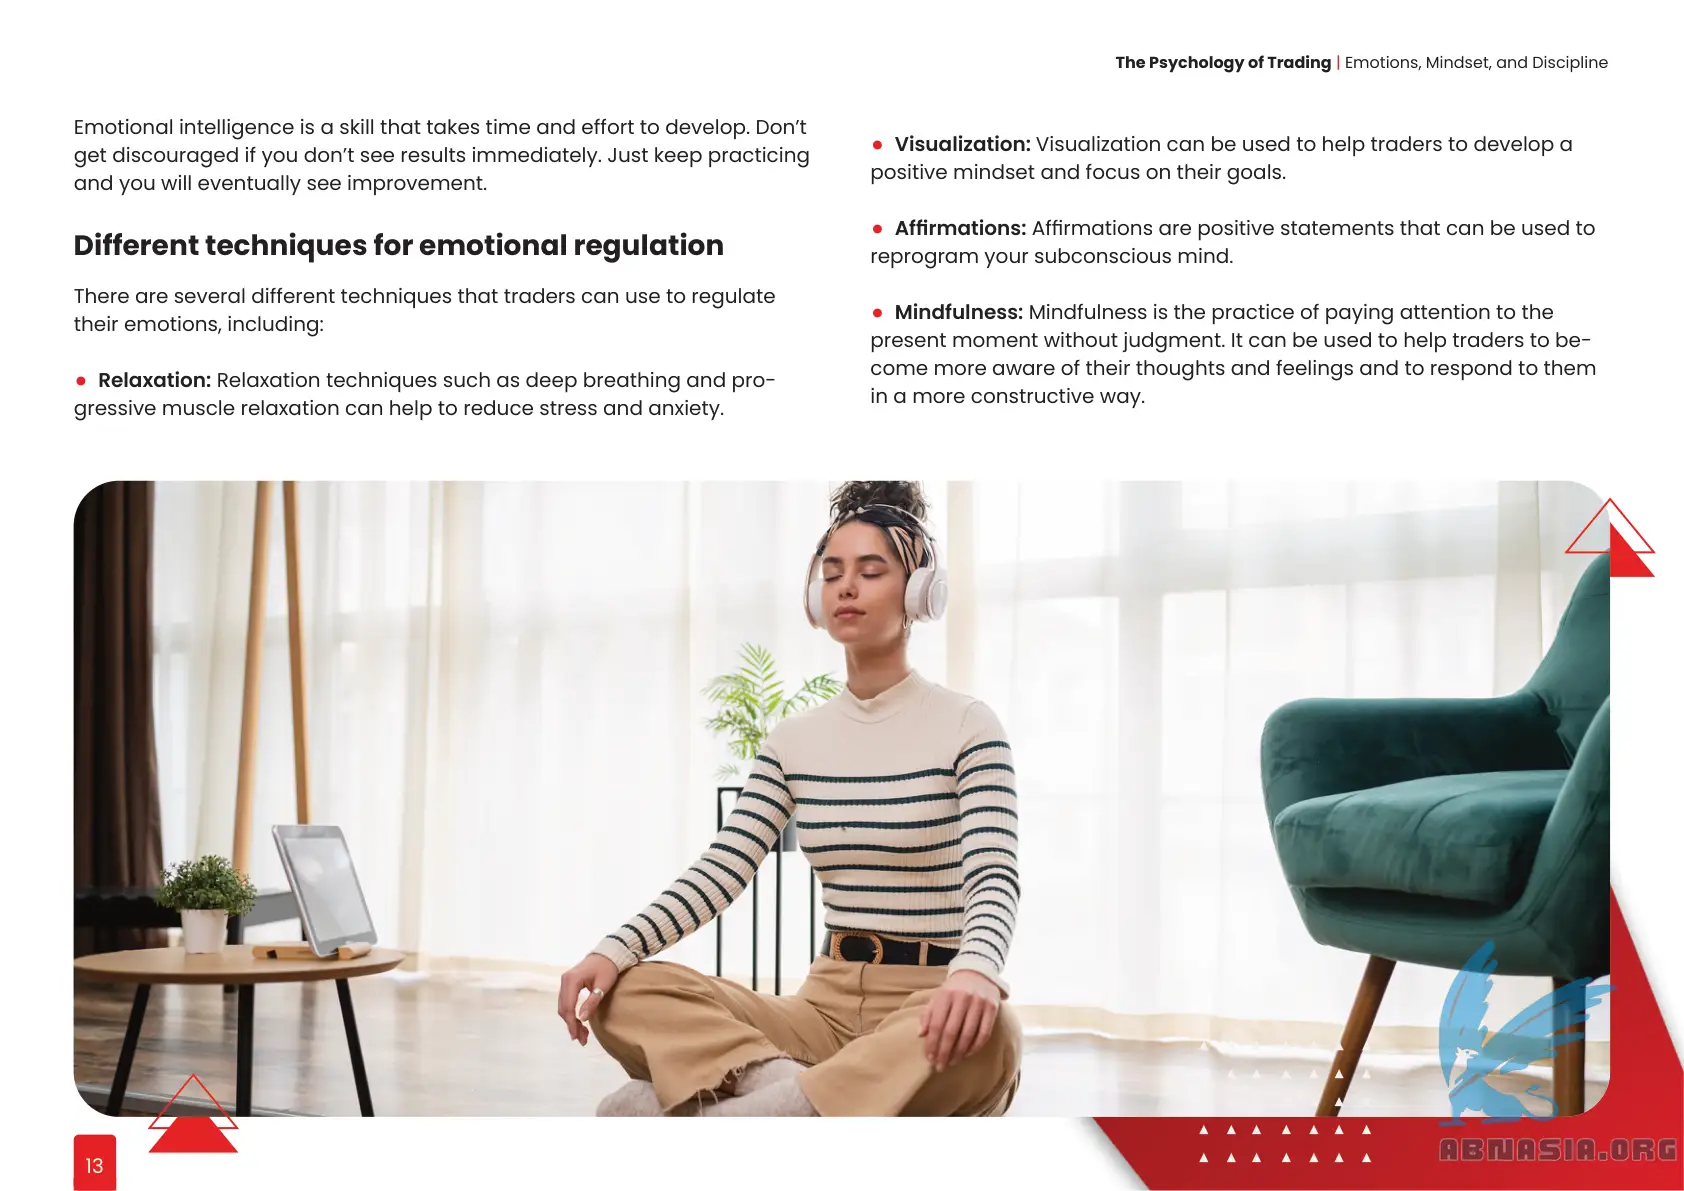 The Psychology of Trading | Emotions, Mindset, and Discipline
Emotional intelligence is a skill that takes time and effort to develop. Don’t
get discouraged if you don’t see results immediately. Just keep practicing
and you will eventually see improvement.
Different techniques for emotional regulation
There are several different techniques that traders can use to regulate
their emotions, including:
● Relaxation: Relaxation techniques such as deep breathing and pro-
gressive muscle relaxation can help to reduce stress and anxiety.
● Visualization: Visualization can be used to help traders to develop a
positive mindset and focus on their goals.
● Affirmations: Affirmations are positive statements that can be used to
reprogram your subconscious mind.
● Mindfulness: Mindfulness is the practice of paying attention to the
present moment without judgment. It can be used to help traders to be-
come more aware of their thoughts and feelings and to respond to them
in a more constructive way.
13
ABNASIA.ORG